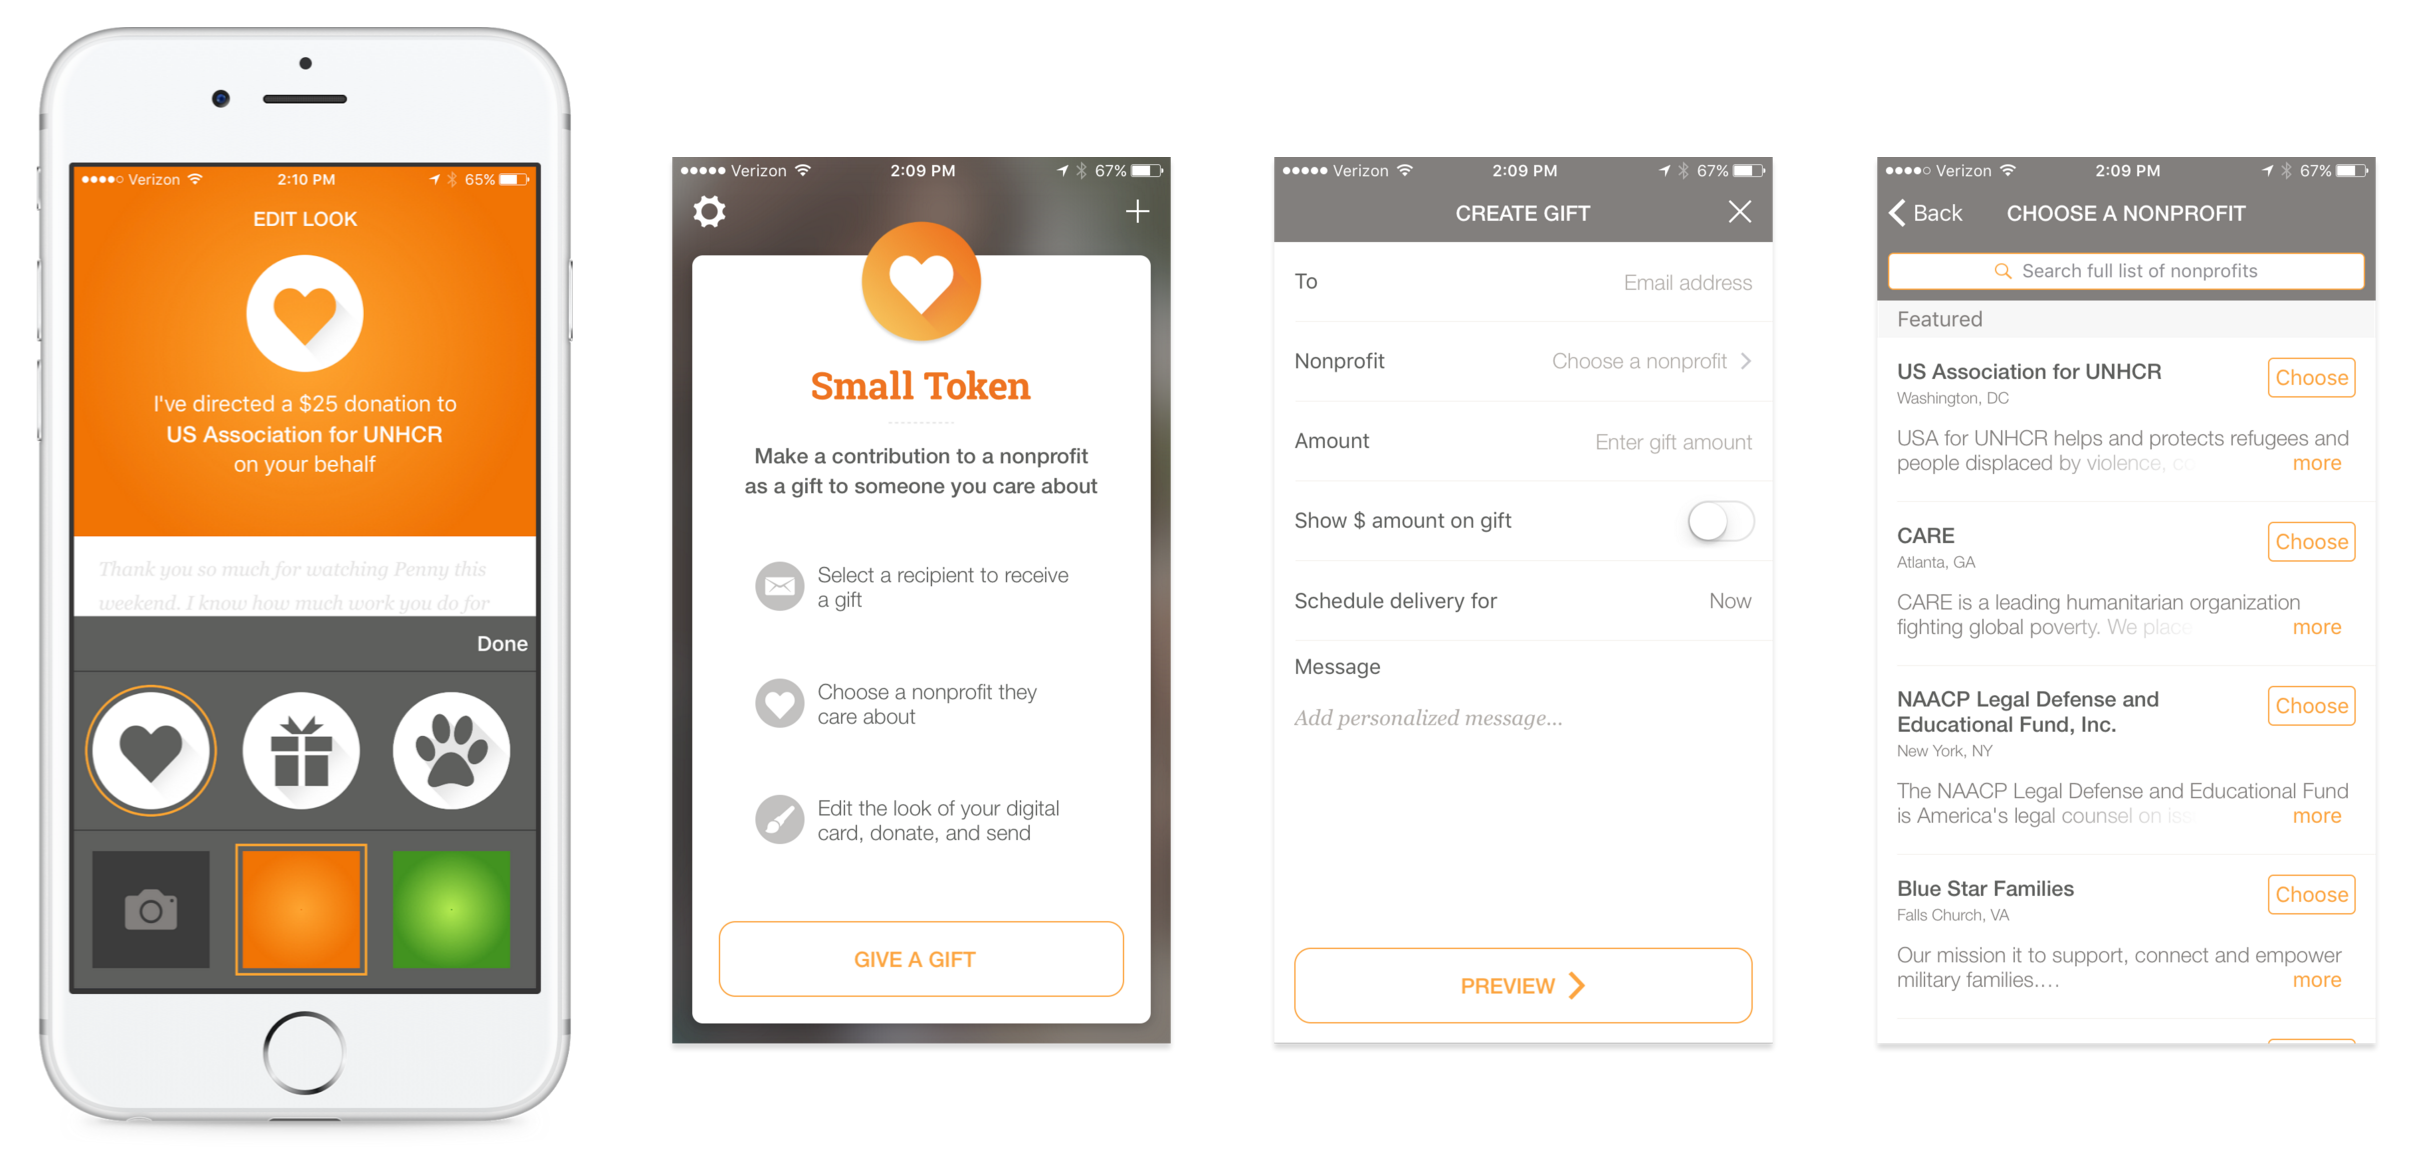 Verizon 2:10 PM 65%
EDIT LOOK
I've directed a $25 donation to
US Association for UNHCR
on your behalf
Thank you so much for watching Penny this
weekend. I know how much work you do for
Done
Verizon 2:09 PM 67%
Small Token
Make a contribution to a nonprofit
as a gift to someone you care about
Select a recipient to receive
a gift
Choose a nonprofit they
care about
Edit the look of your digital
card, donate, and send
GIVE A GIFT
Verizon 2:09 PM 67%
CREATE GIFT
To Email address
Nonprofit Choose a nonprofit
Amount Enter gift amount
Show $ amount on gift
Schedule delivery for Now
Message
Add personalized message...
PREVIEW
Verizon 2:09 PM 67%
Back CHOOSE A NONPROFIT
Search full list of nonprofits
Featured
US Association for UNHCR Choose
Washington, DC
USA for UNHCR helps and protects refugees and
people displaced by violence, co more
CARE Choose
Atlanta, GA
CARE is a leading humanitarian organization
fighting global poverty. We place more
NAACP Legal Defense and Choose
Educational Fund, Inc.
New York, NY
The NAACP Legal Defense and Educational Fund
is America's legal counsel on iss more
Blue Star Families Choose
Falls Church, VA
Our mission it to support, connect and empower
military families.... more